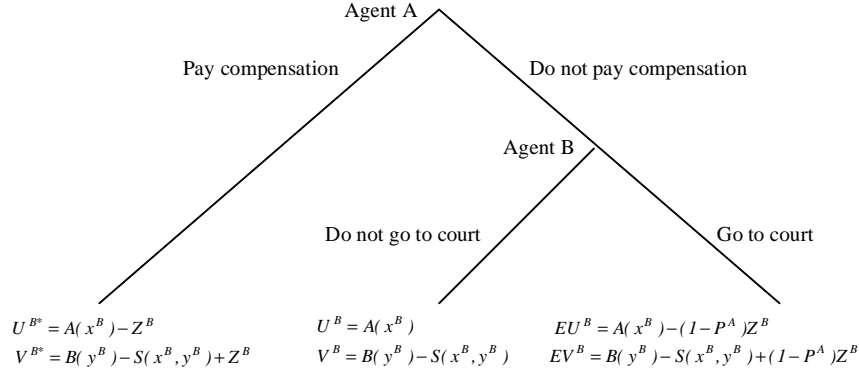 Agent A
Pay compensation
Do not pay compensation
Agent B
Do not go to court
Go to court
U^{B*} = A( x^B ) − Z^B
V^{B*} = B( y^B ) − S( x^B , y^B ) + Z^B
U^B = A( x^B )
V^B = B( y^B ) − S( x^B , y^B )
EU^B = A( x^B ) − (1 − P^A )Z^B
EV^B = B( y^B ) − S( x^B , y^B ) + (1 − P^A )Z^B